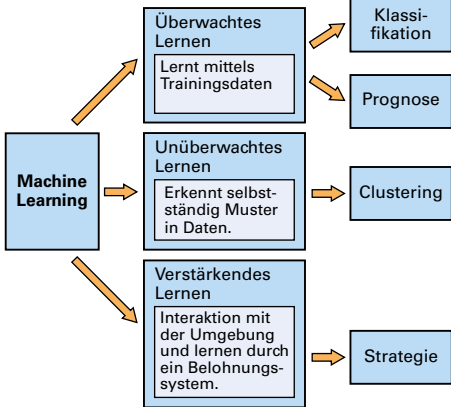 Machine
Learning
Überwachtes
Lernen
Lernt mittels
Trainingsdaten
Klassi-
fikation
Prognose
Unüberwachtes
Lernen
Erkennt selbst-
ständig Muster
in Daten.
Clustering
Verstärkendes
Lernen
Interaktion mit
der Umgebung
und lernen durch
ein Belohnungs-
system.
Strategie